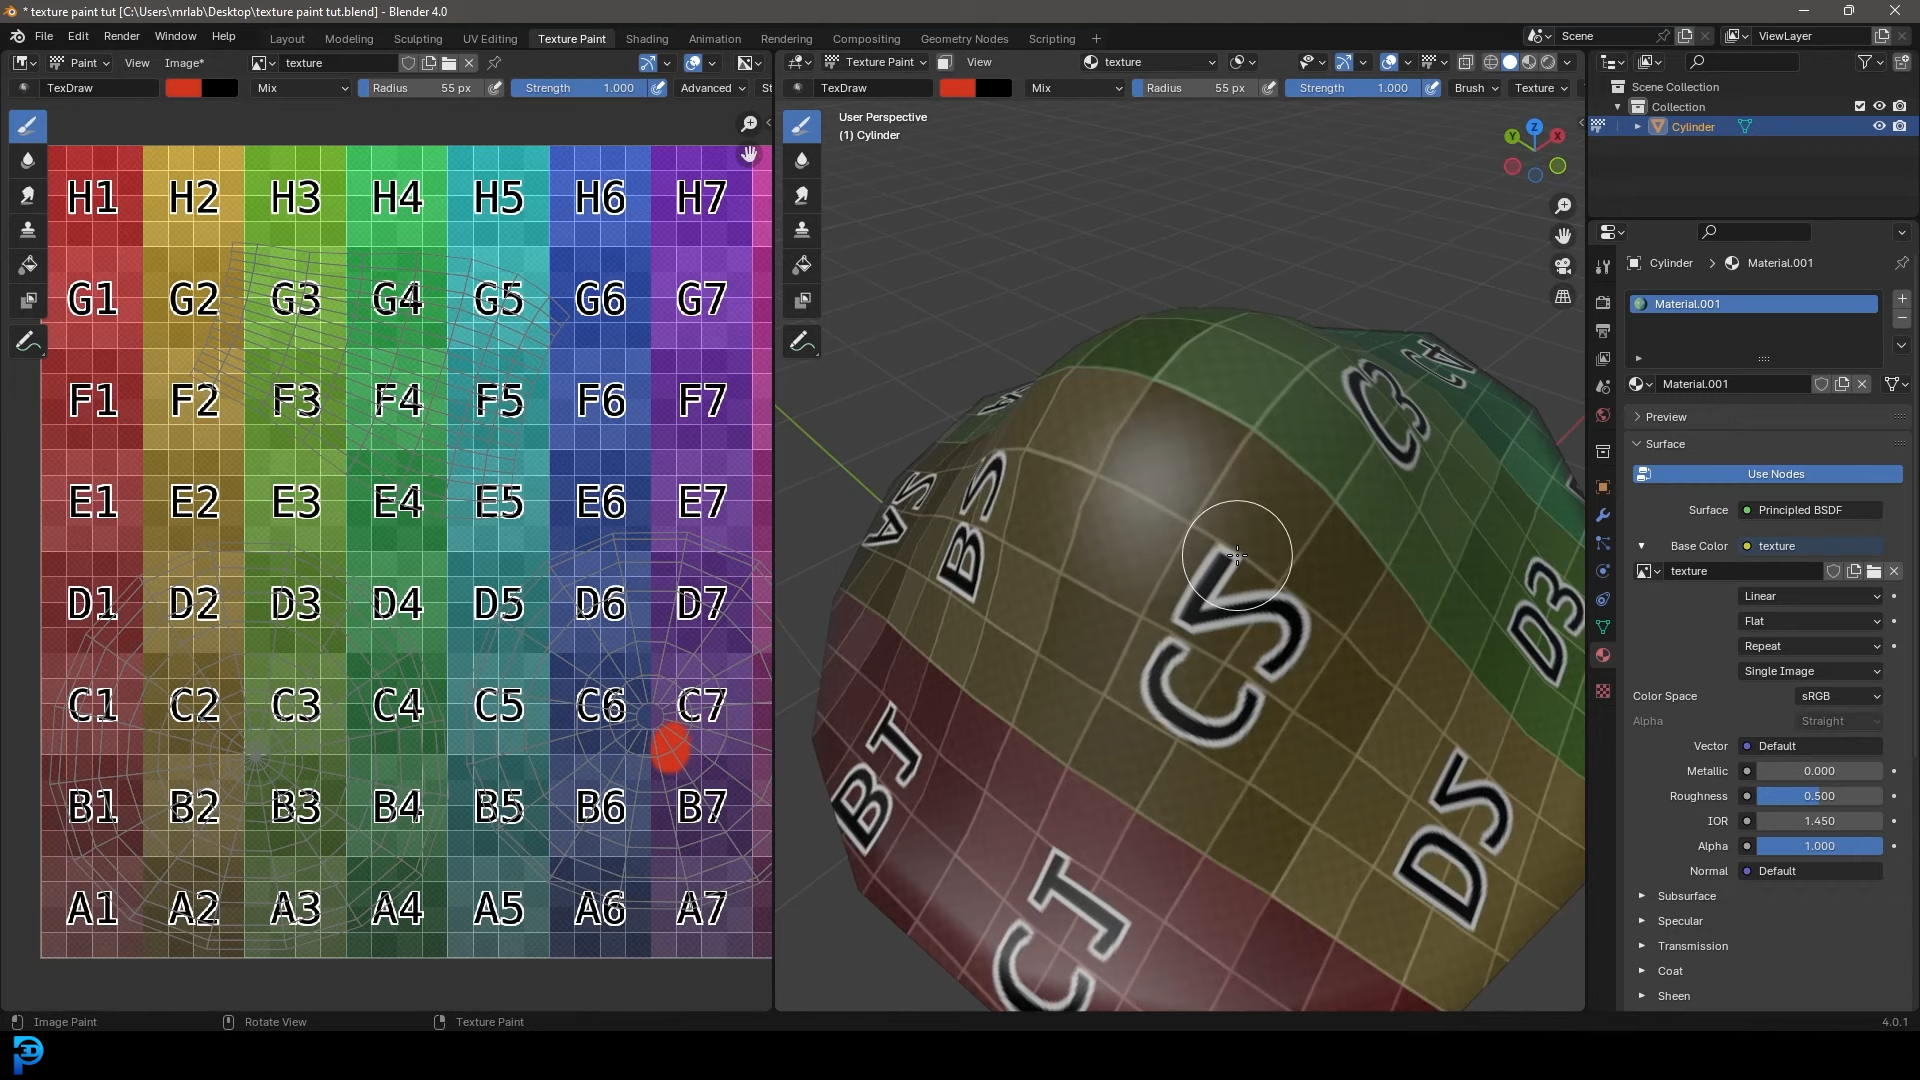 * texture paint tut [C:\Users\mrlab\Desktop\texture paint tut.blend] - Blender 4.0
File Edit Render Window Help Layout Modeling Sculpting UV Editing Texture Paint Shading Animation Rendering Compositing Geometry Nodes Scripting + Scene ViewLayer
Paint View Image* texture
TexDraw Mix Radius 55 px Strength 1.000 Advanced St
H1 H2 H3 H4 H5 H6 H7
G1 G2 G3 G4 G5 G6 G7
F1 F2 F3 F4 F5 F6 F7
E1 E2 E3 E4 E5 E6 E7
D1 D2 D3 D4 D5 D6 D7
C1 C2 C3 C4 C5 C6 C7
B1 B2 B3 B4 B5 B6 B7
A1 A2 A3 A4 A5 A6 A7
Texture Paint View texture
TexDraw Mix Radius 55 px Strength 1.000 Brush Texture
User Perspective
(1) Cylinder
Z
Y X
C3
D3
Scene Collection
Collection
Cylinder
Cylinder > Material.001
Material.001
Material.001
Preview
Surface
Use Nodes
Surface Principled BSDF
Base Color texture
texture
Linear
Flat
Repeat
Single Image
Color Space sRGB
Alpha Straight
Vector Default
Metallic 0.000
Roughness 0.500
IOR 1.450
Alpha 1.000
Normal Default
Subsurface
Specular
Transmission
Coat
Sheen
Image Paint Rotate View Texture Paint 4.0.1